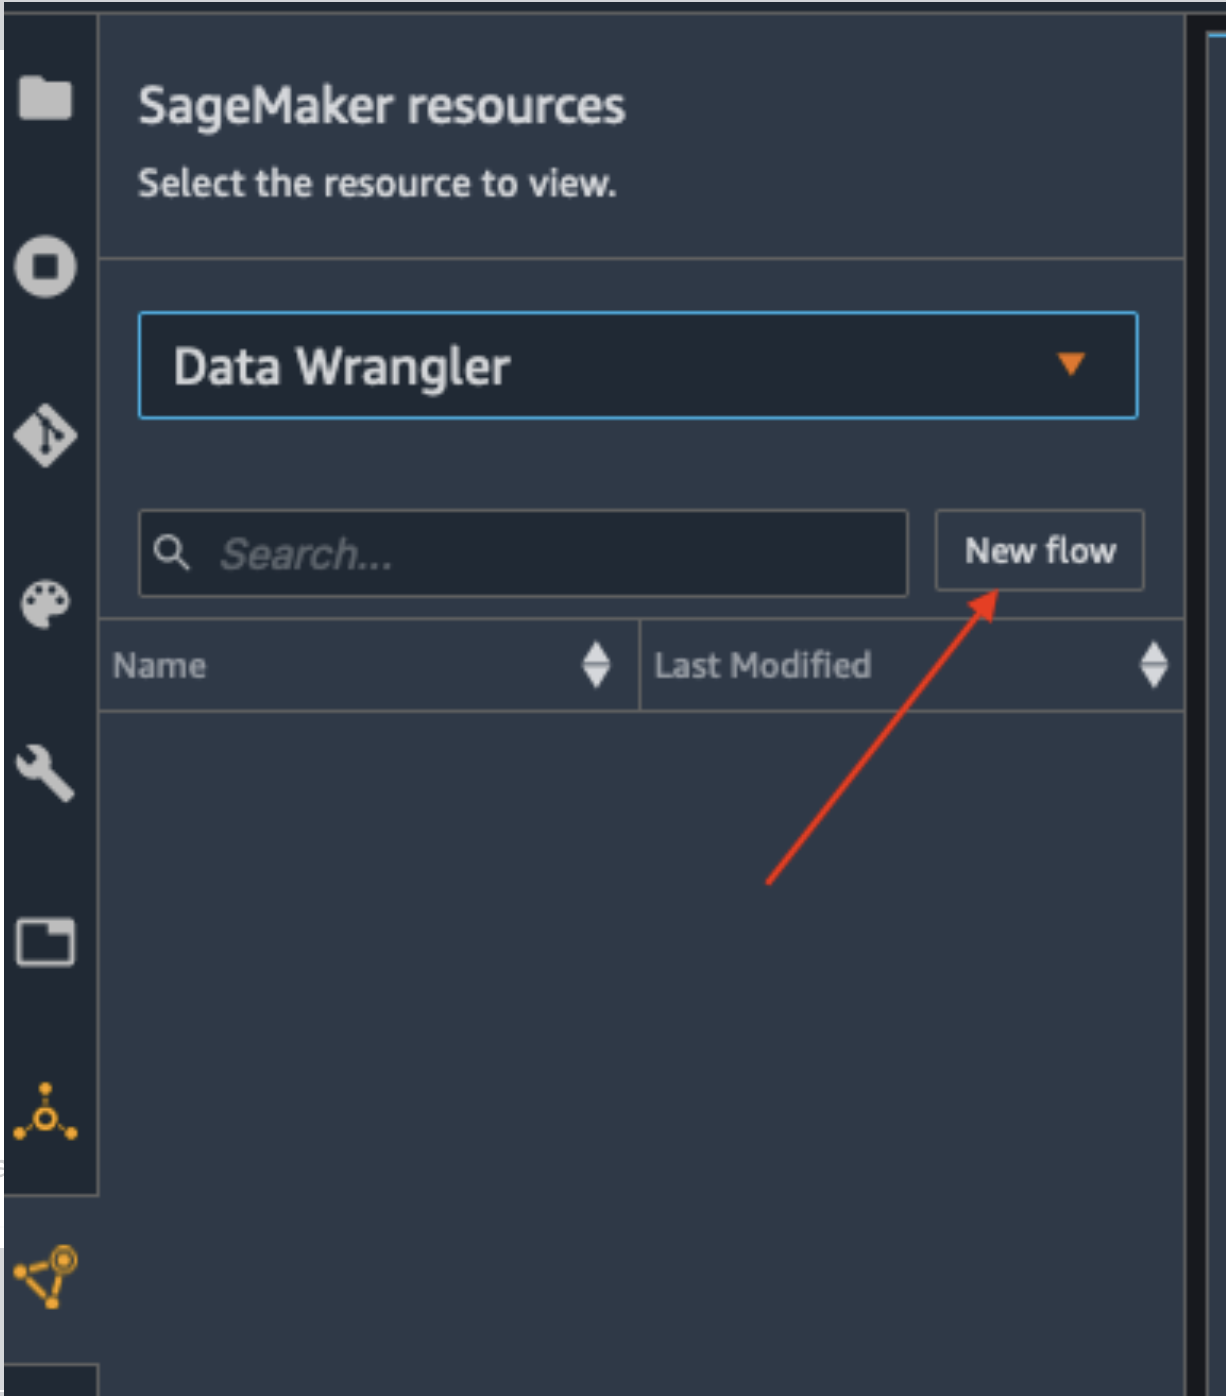 SageMaker resources
Select the resource to view.
Data Wrangler
Search...
New flow
Name
Last Modified